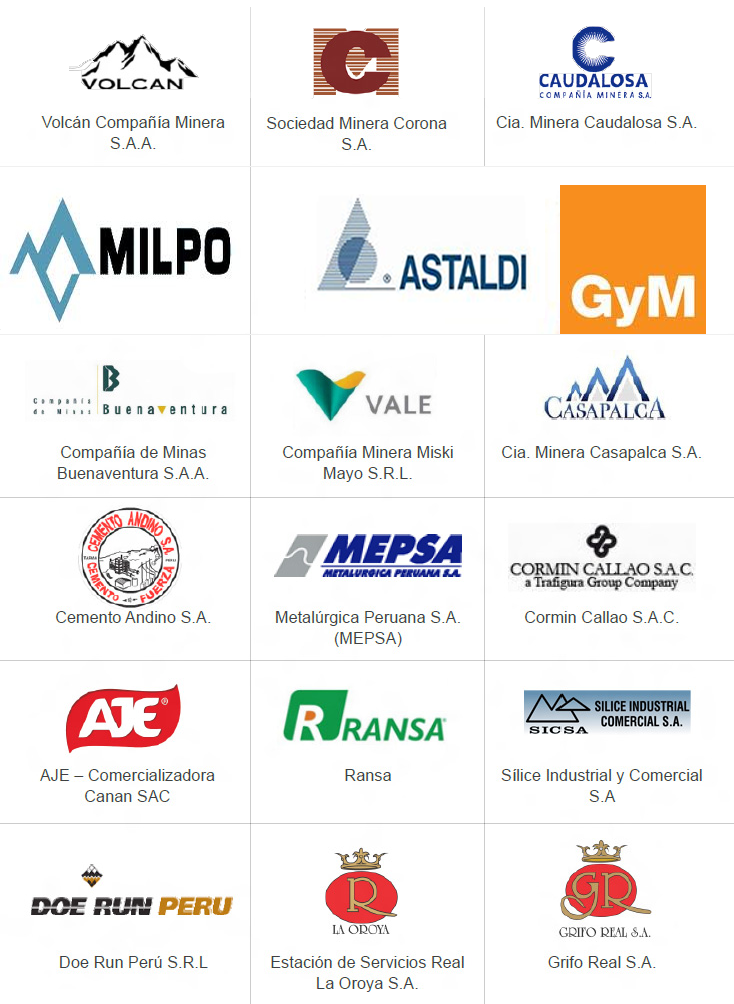 VOLCAN
Volcán Compañía Minera
S.A.A.
C
Sociedad Minera Corona
S.A.
C
CAUDALOSA
COMPAÑÍA MINERA S.A.
Cia. Minera Caudalosa S.A.
MILPO
® ASTALDI
GyM
B
Compañía
de Minas Buenaventura
Compañía de Minas
Buenaventura S.A.A.
VALE
Compañía Minera Miski
Mayo S.R.L.
CASAPALCA
Cia. Minera Casapalca S.A.
CEMENTO ANDINO S.A.
CEMENTO FUERZA
Cemento Andino S.A.
MEPSA
METALURGICA PERUANA S.A.
Metalúrgica Peruana S.A.
(MEPSA)
CORMIN CALLAO S.A.C.
a Trafigura Group Company
Cormin Callao S.A.C.
AJE®
AJE – Comercializadora
Canan SAC
R RANSA
Ransa
SICSA
SILICE INDUSTRIAL
COMERCIAL S.A.
Sílice Industrial y Comercial
S.A
DOE RUN PERU
Doe Run Perú S.R.L
R
LA OROYA
Estación de Servicios Real
La Oroya S.A.
GR
GRIFO REAL S.A.
Grifo Real S.A.